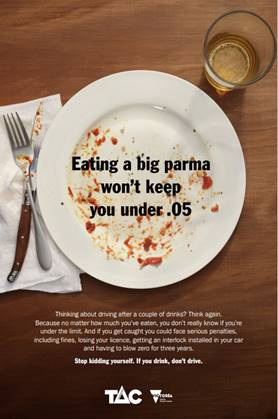 Eating a big parma
won't keep
you under .05
Thinking about driving after a couple of drinks? Think again.
Because no matter how much you've eaten, you don't really know if you're
under the limit. And if you get caught you could face serious penalties,
including fines, losing your licence, getting an interlock installed in your car
and having to blow zero for three years.
Stop kidding yourself. If you drink, don't drive.
TAC
VICTORIA